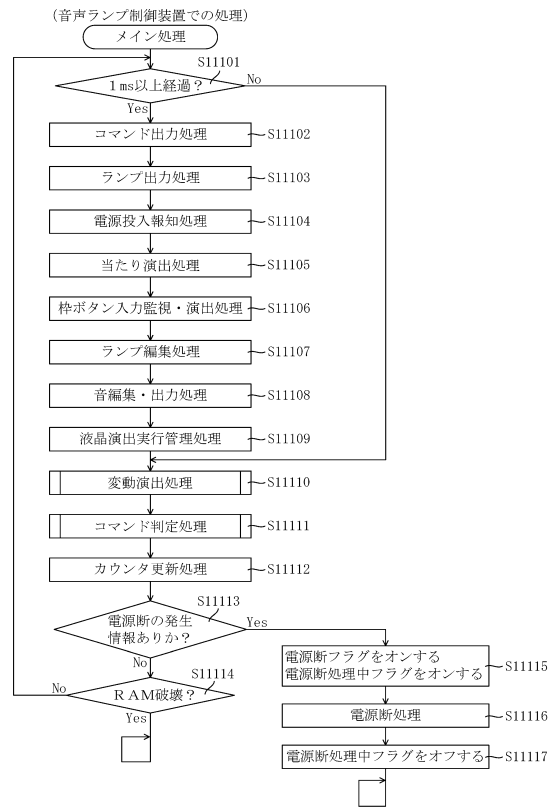 (音声ランプ制御装置での処理)
メイン処理
S11101
1ms以上経過?
No
Yes
コマンド出力処理
S11102
ランプ出力処理
S11103
電源投入報知処理
S11104
当たり演出処理
S11105
枠ボタン入力監視・演出処理
S11106
ランプ編集処理
S11107
音編集・出力処理
S11108
液晶演出実行管理処理
S11109
変動演出処理
S11110
コマンド判定処理
S11111
カウンタ更新処理
S11112
S11113
電源断の発生
情報ありか?
Yes
No
S11114
RAM破壊?
No
Yes
電源断フラグをオンする
電源断処理中フラグをオンする
S11115
電源断処理
S11116
電源断処理中フラグをオフする
S11117